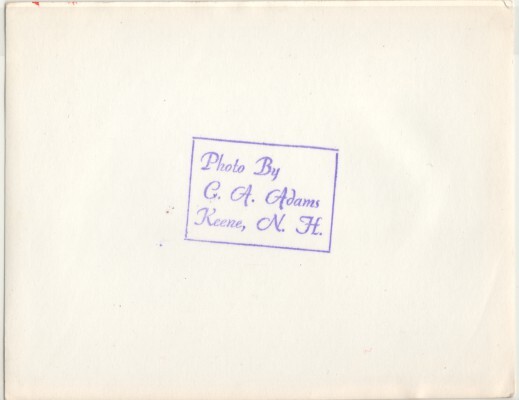 Photo By
G. A. Adams
Keene, N. H.